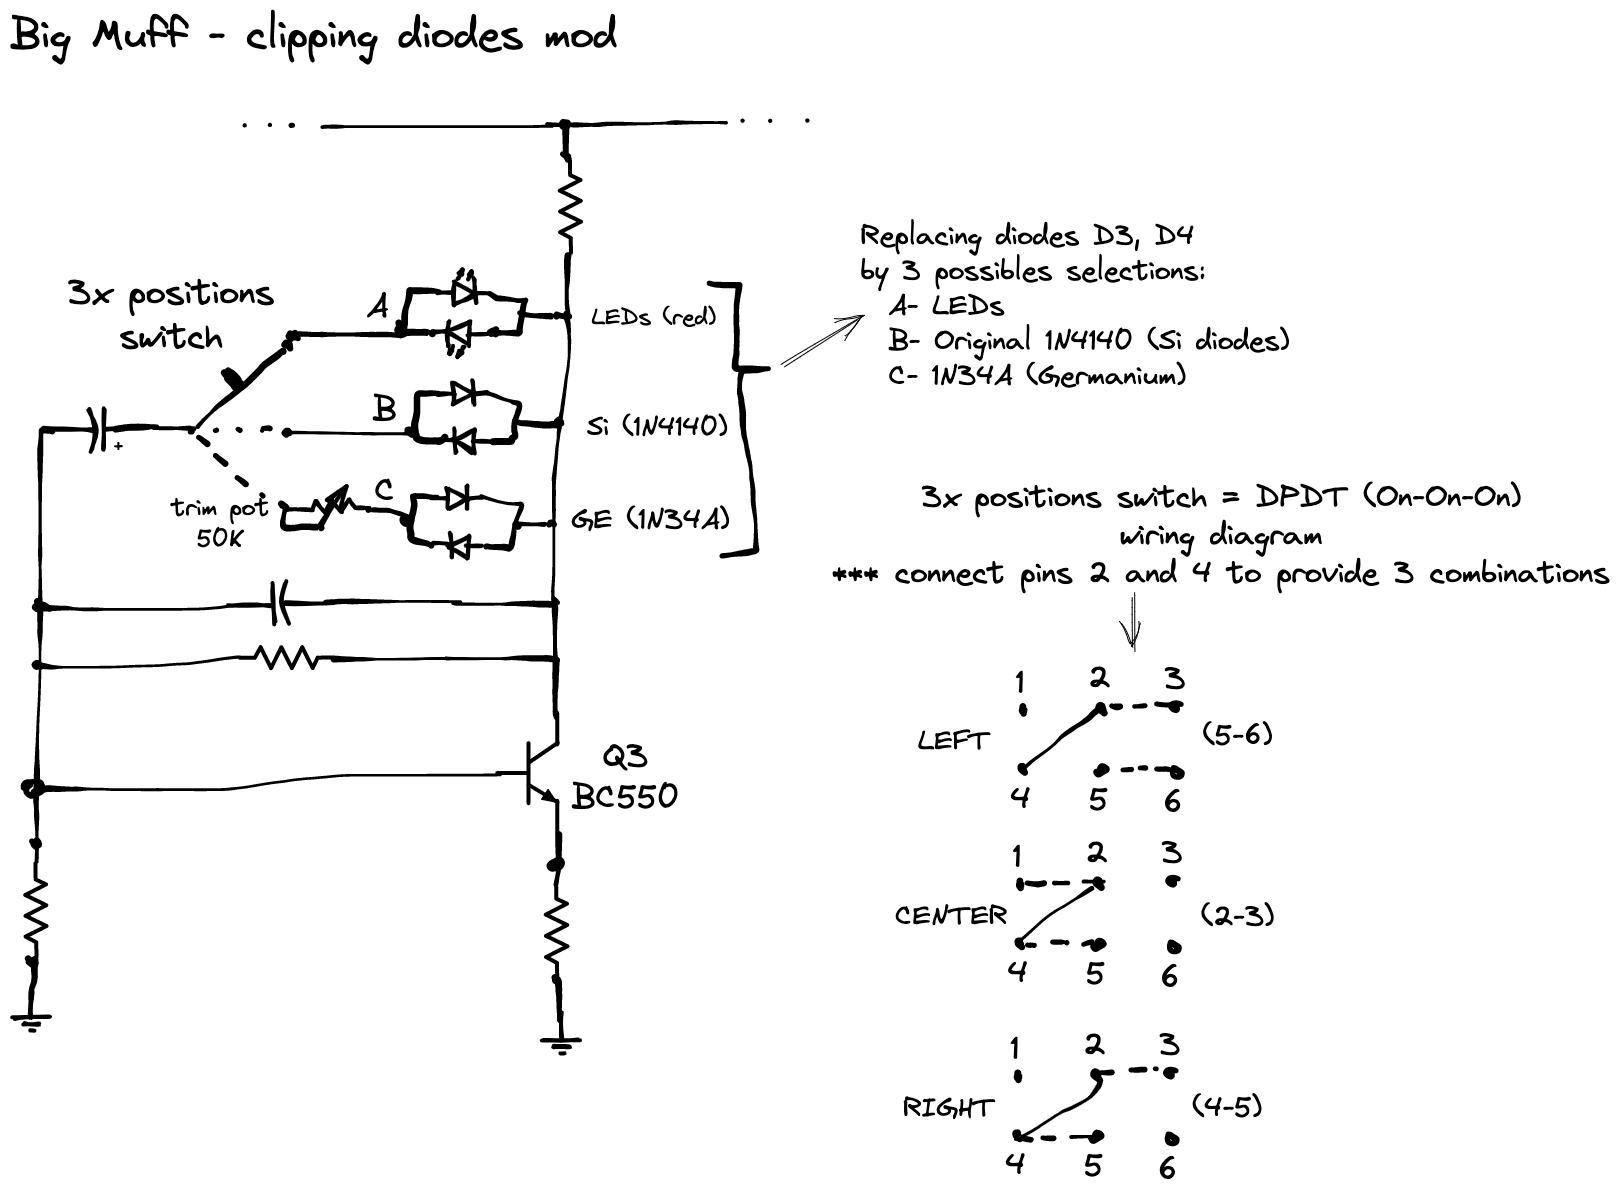 Big Muff - clipping diodes mod
3x positions
switch
A
LEDs (red)
Replacing diodes D3, D4
by 3 possibles selections:
A- LEDs
B- Original 1N4140 (Si diodes)
C- 1N34A (Germanium)
B
Si (1N4140)
+
trim pot
50K
C
GE (1N34A)
3x positions switch = DPDT (On-On-On)
wiring diagram
*** connect pins 2 and 4 to provide 3 combinations
Q3
BC550
1 2 3
LEFT
(5-6)
4 5 6
1 2 3
CENTER
(2-3)
4 5 6
1 2 3
RIGHT
(4-5)
4 5 6